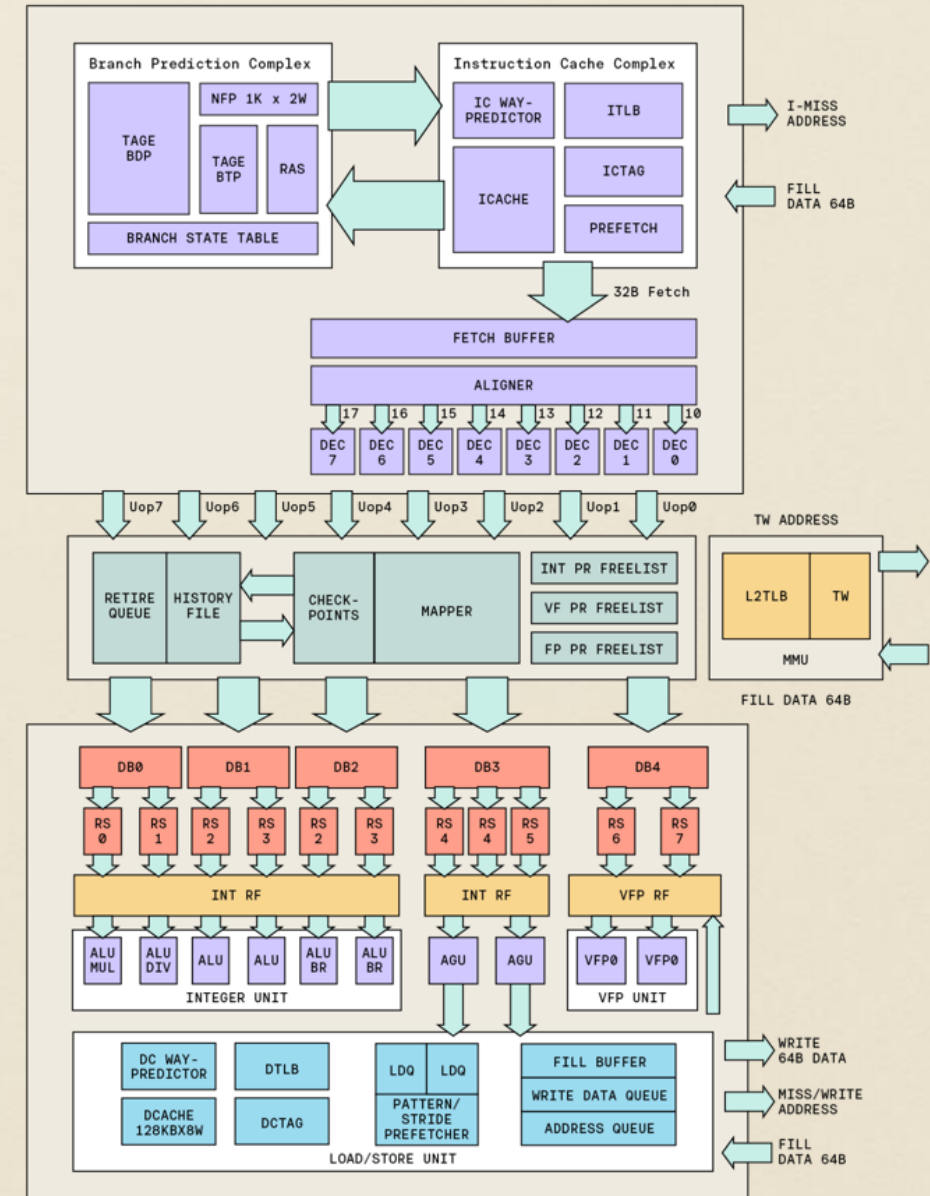 Branch Prediction Complex
Instruction Cache Complex
TAGE
BDP
NFP 1K x 2W
TAGE
BTP
RAS
BRANCH STATE TABLE
IC WAY-
PREDICTOR
ITLB
ICACHE
ICTAG
PREFETCH
I-MISS
ADDRESS
FILL
DATA 64B
32B Fetch
FETCH BUFFER
ALIGNER
17
16
15
14
13
12
11
10
DEC
7
DEC
6
DEC
5
DEC
4
DEC
3
DEC
2
DEC
1
DEC
0
Uop7
Uop6
Uop5
Uop4
Uop3
Uop2
Uop1
Uop0
RETIRE
QUEUE
HISTORY
FILE
CHECK-
POINTS
MAPPER
INT PR FREELIST
VF PR FREELIST
FP PR FREELIST
TW ADDRESS
L2TLB
TW
MMU
FILL DATA 64B
DB0
DB1
DB2
DB3
DB4
RS
0
RS
1
RS
2
RS
3
RS
2
RS
3
RS
4
RS
4
RS
5
RS
6
RS
7
INT RF
INT RF
VFP RF
ALU
MUL
ALU
DIV
ALU
ALU
ALU
BR
ALU
BR
INTEGER UNIT
AGU
AGU
VFP0
VFP0
VFP UNIT
DC WAY-
PREDICTOR
DTLB
DCACHE
128KBX8W
DCTAG
LDQ
LDQ
PATTERN/
STRIDE
PREFETCHER
FILL BUFFER
WRITE DATA QUEUE
ADDRESS QUEUE
LOAD/STORE UNIT
WRITE
64B DATA
MISS/WRITE
ADDRESS
FILL
DATA 64B